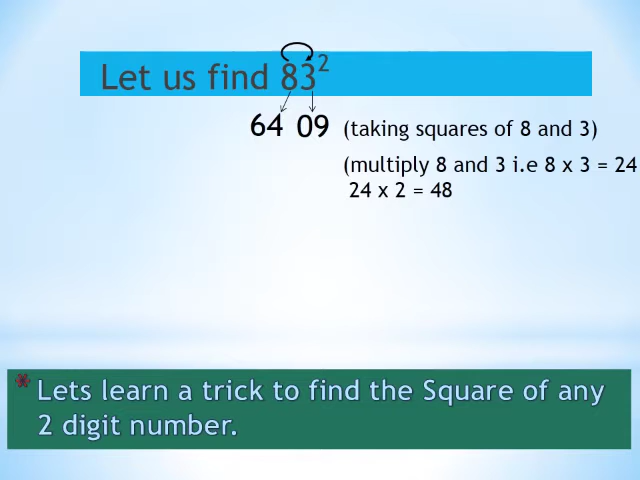 Let us find 83²
64 09 (taking squares of 8 and 3)
(multiply 8 and 3 i.e 8 x 3 = 24
24 x 2 = 48
* Lets learn a trick to find the Square of any
2 digit number.